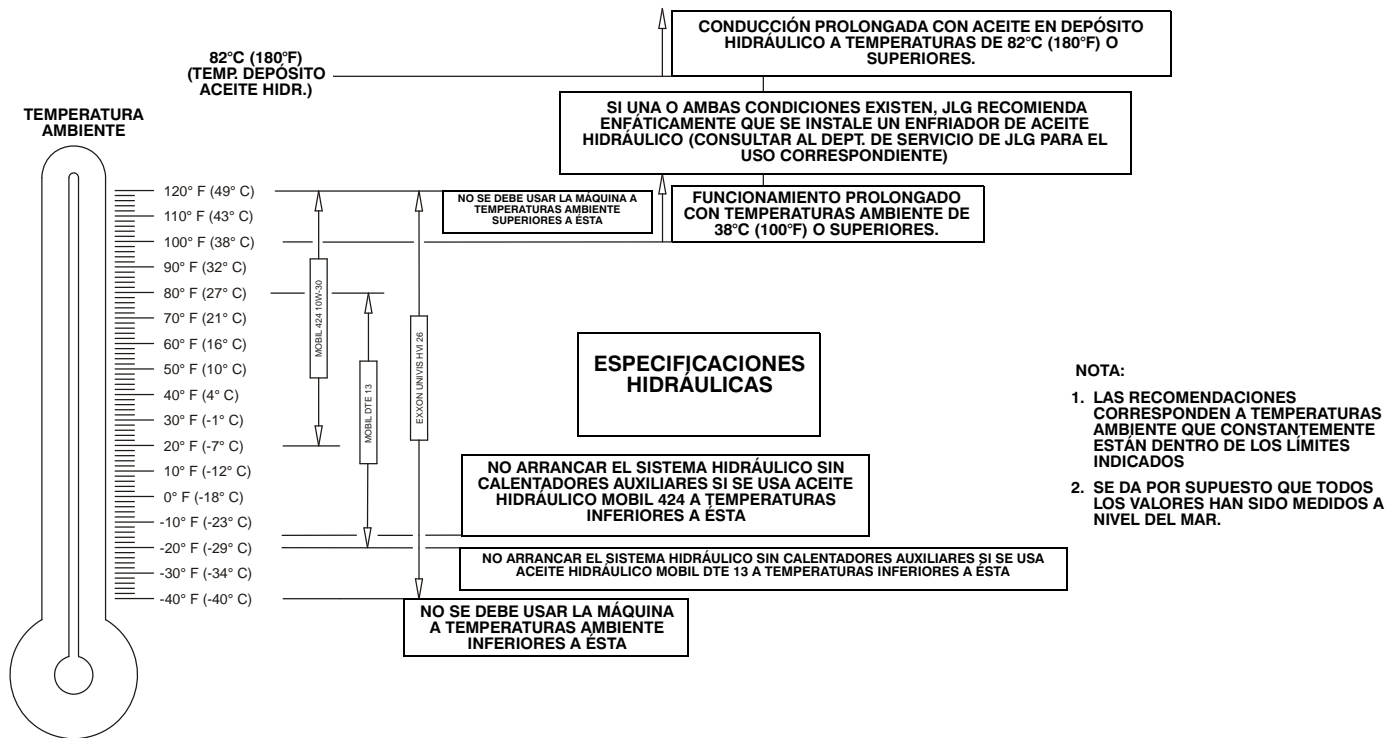 82°C (180°F)
(TEMP. DEPÓSITO
ACEITE HIDR.)
CONDUCCIÓN PROLONGADA CON ACEITE EN DEPÓSITO
HIDRÁULICO A TEMPERATURAS DE 82°C (180°F) O
SUPERIORES.
SI UNA O AMBAS CONDICIONES EXISTEN, JLG RECOMIENDA
ENFÁTICAMENTE QUE SE INSTALE UN ENFRIADOR DE ACEITE
HIDRÁULICO (CONSULTAR AL DEPT. DE SERVICIO DE JLG PARA EL
USO CORRESPONDIENTE)
FUNCIONAMIENTO PROLONGADO
CON TEMPERATURAS AMBIENTE DE
38°C (100°F) O SUPERIORES.
NO SE DEBE USAR LA MÁQUINA A
TEMPERATURAS AMBIENTE
SUPERIORES A ÉSTA
TEMPERATURA
AMBIENTE
120° F (49° C)
110° F (43° C)
100° F (38° C)
90° F (32° C)
80° F (27° C)
70° F (21° C)
60° F (16° C)
50° F (10° C)
40° F (4° C)
30° F (-1° C)
20° F (-7° C)
10° F (-12° C)
0° F (-18° C)
-10° F (-23° C)
-20° F (-29° C)
-30° F (-34° C)
-40° F (-40° C)
MOBIL 424 10W-30
MOBIL DTE 13
EXXON UNIVIS HVI 26
ESPECIFICACIONES
HIDRÁULICAS
NO ARRANCAR EL SISTEMA HIDRÁULICO SIN
CALENTADORES AUXILIARES SI SE USA ACEITE
HIDRÁULICO MOBIL 424 A TEMPERATURAS
INFERIORES A ÉSTA
NO ARRANCAR EL SISTEMA HIDRÁULICO SIN CALENTADORES AUXILIARES SI SE USA
ACEITE HIDRÁULICO MOBIL DTE 13 A TEMPERATURAS INFERIORES A ÉSTA
NO SE DEBE USAR LA MÁQUINA
A TEMPERATURAS AMBIENTE
INFERIORES A ÉSTA
NOTA:
1. LAS RECOMENDACIONES
CORRESPONDEN A TEMPERATURAS
AMBIENTE QUE CONSTANTEMENTE
ESTÁN DENTRO DE LOS LÍMITES
INDICADOS
2. SE DA POR SUPUESTO QUE TODOS
LOS VALORES HAN SIDO MEDIDOS A
NIVEL DEL MAR.